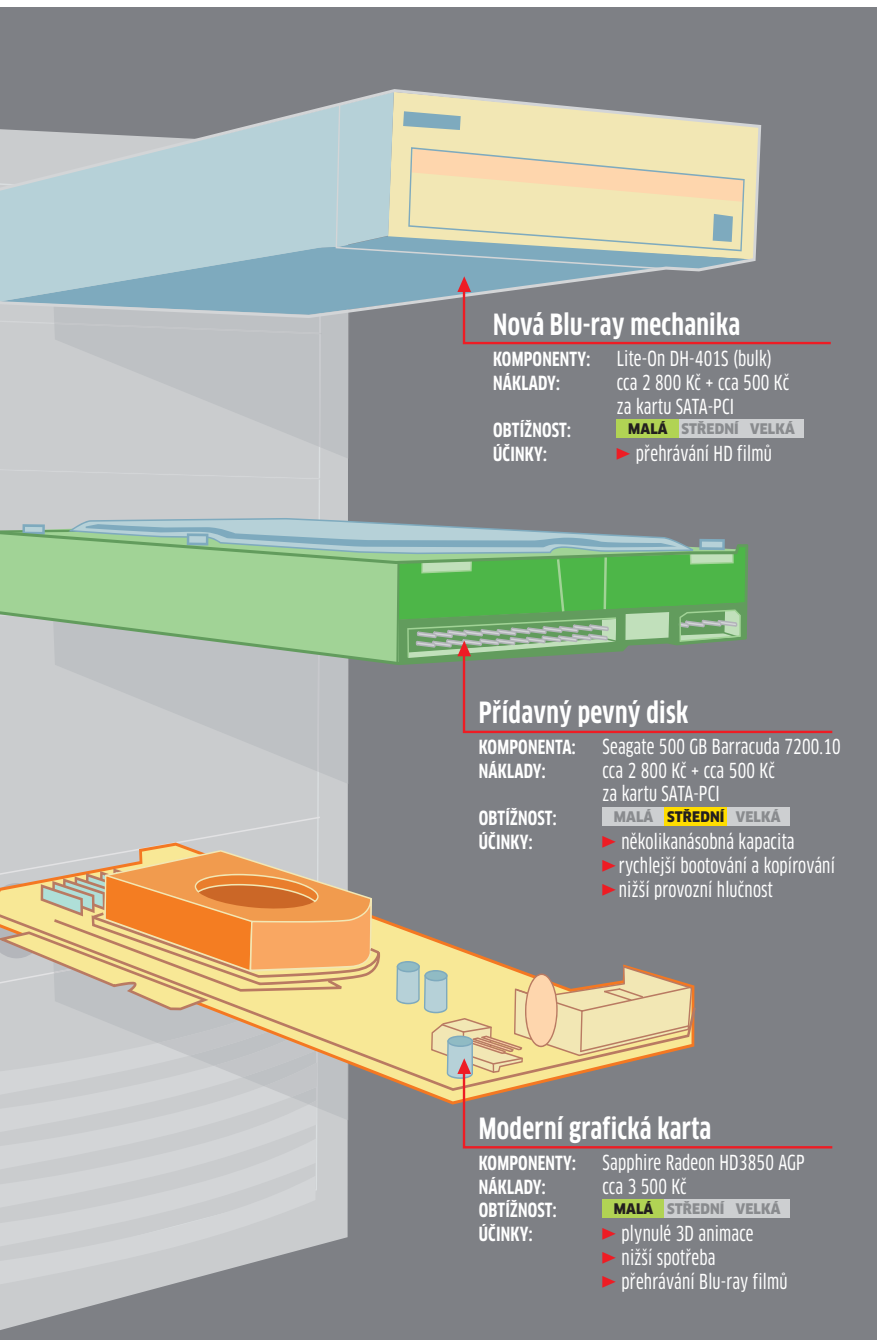 Nová Blu-ray mechanika
KOMPONENTY: Lite-On DH-401S (bulk)
NÁKLADY: cca 2 800 Kč + cca 500 Kč
za kartu SATA-PCI
OBTÍŽNOST: MALÁ STŘEDNÍ VELKÁ
ÚČINKY: ► přehrávání HD filmů
Přídavný pevný disk
KOMPONENTA: Seagate 500 GB Barracuda 7200.10
NÁKLADY: cca 2 800 Kč + cca 500 Kč
za kartu SATA-PCI
OBTÍŽNOST: MALÁ STŘEDNÍ VELKÁ
ÚČINKY: ► několikanásobná kapacita
► rychlejší bootování a kopírování
► nižší provozní hlučnost
Moderní grafická karta
KOMPONENTY: Sapphire Radeon HD3850 AGP
NÁKLADY: cca 3 500 Kč
OBTÍŽNOST: MALÁ STŘEDNÍ VELKÁ
ÚČINKY: ► plynulé 3D animace
► nižší spotřeba
► přehrávání Blu-ray filmů